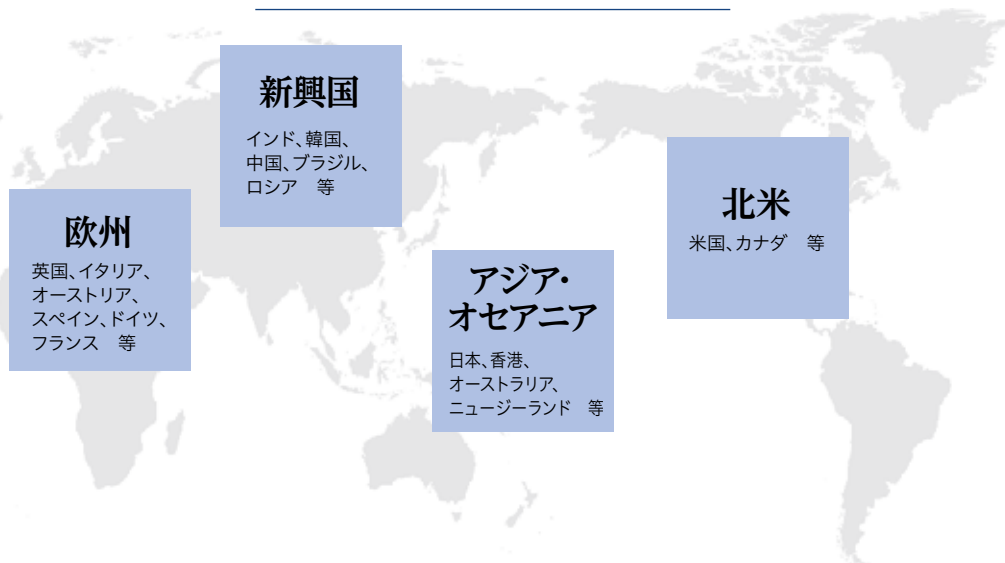 新興国
インド、韓国、
中国、ブラジル、
ロシア　等
欧州
英国、イタリア、
オーストリア、
スペイン、ドイツ、
フランス　等
アジア・
オセアニア
日本、香港、
オーストラリア、
ニュージーランド　等
北米
米国、カナダ　等